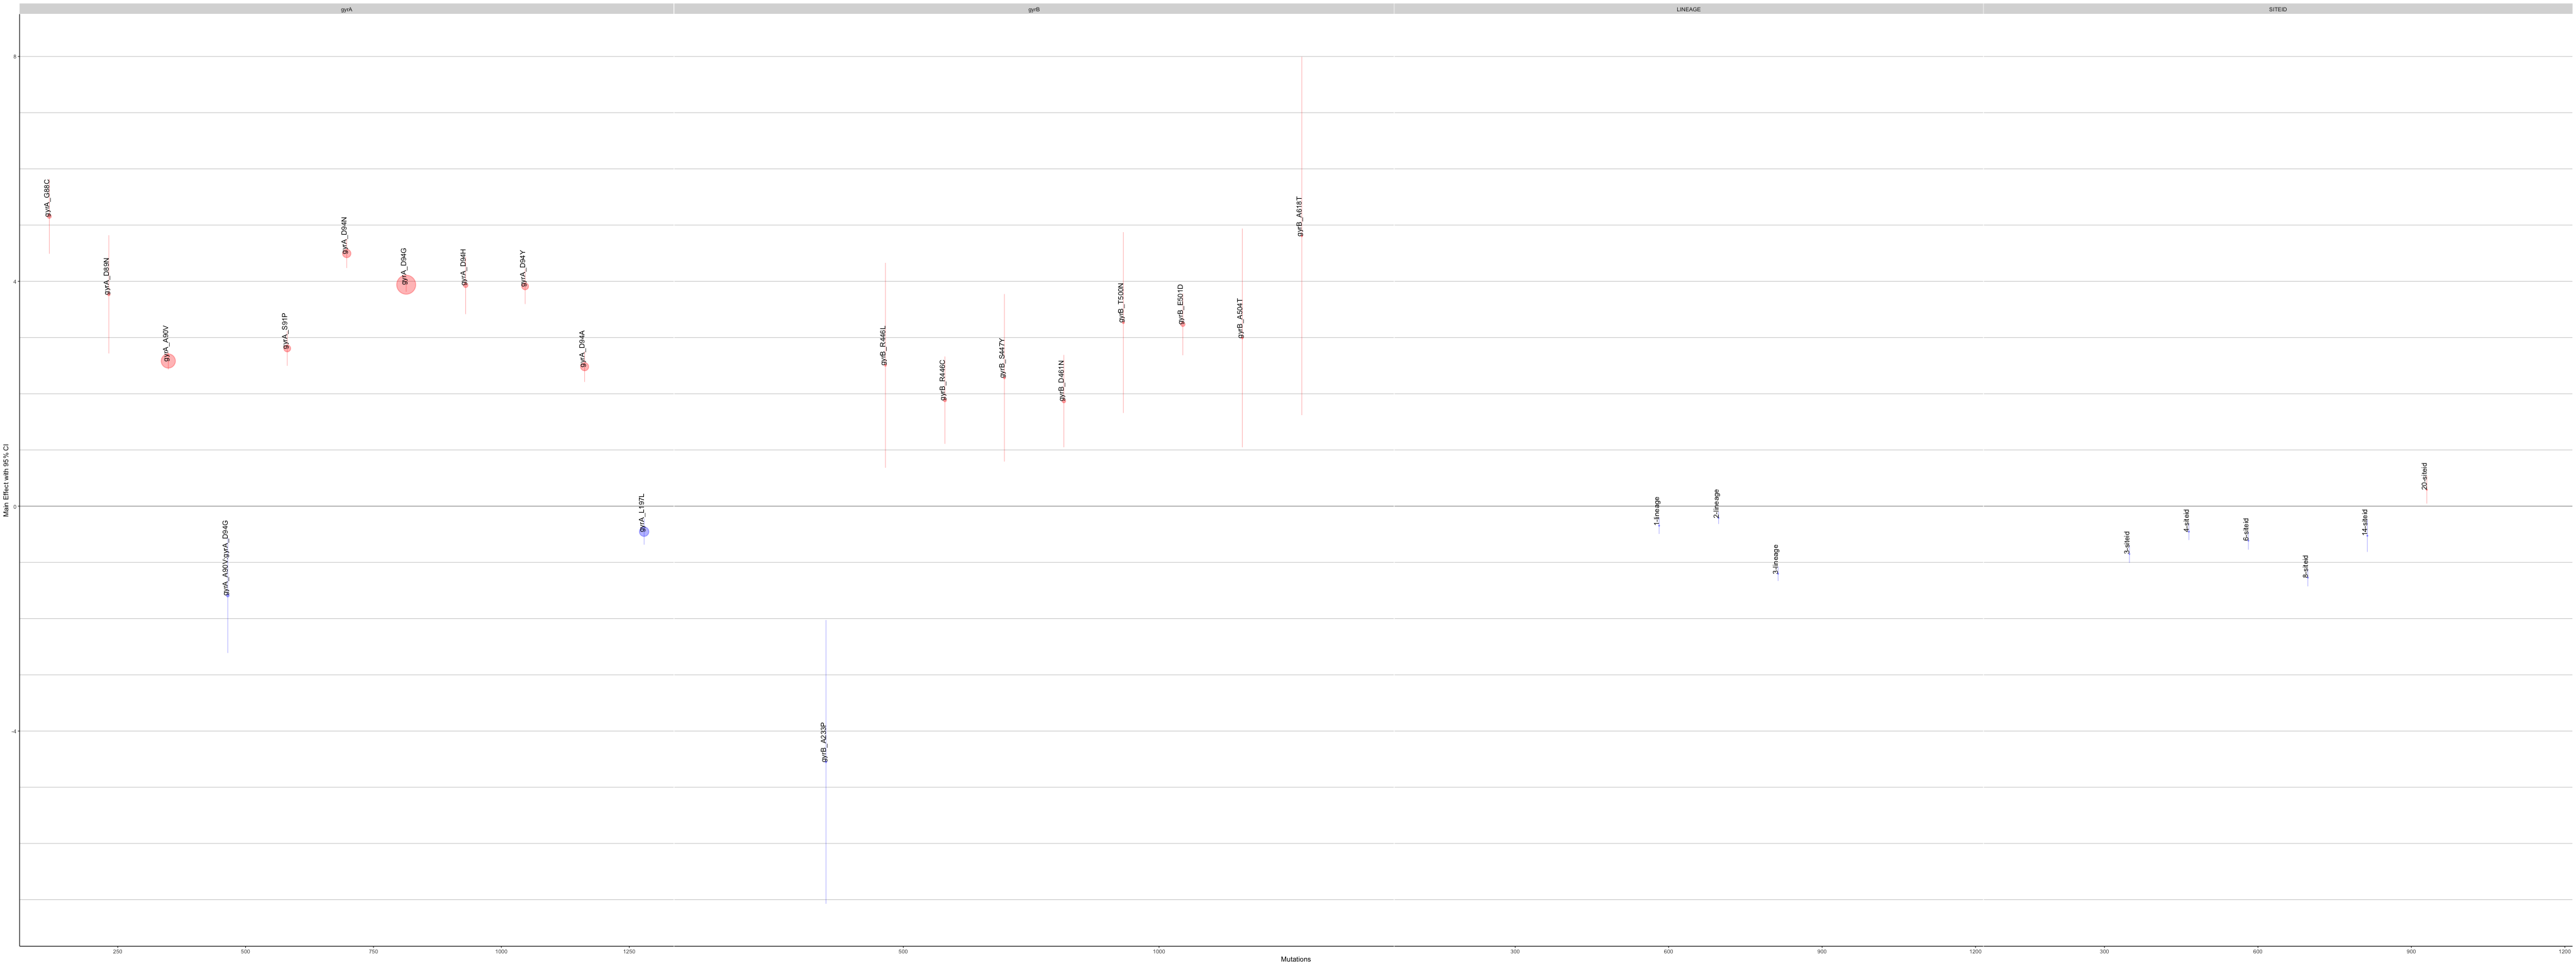 gyrA
gyrB
LINEAGE
SITEID
Main Effect with 95% CI
8
4
0
-4
gyrA_G88C
gyrA_D89N
gyrA_A90V
gyrA_A90V:gyrA_D94G
gyrA_S91P
gyrA_D94N
gyrA_D94G
gyrA_D94H
gyrA_D94Y
gyrA_D94A
gyrA_L197L
gyrB_A233P
gyrB_R446L
gyrB_R446C
gyrB_S447Y
gyrB_D461N
gyrB_T500N
gyrB_E501D
gyrB_A504T
gyrB_A618T
1-lineage
2-lineage
3-lineage
3-siteid
4-siteid
6-siteid
8-siteid
14-siteid
20-siteid
250
500
750
1000
1250
500
1000
300
600
900
1200
300
600
900
1200
Mutations